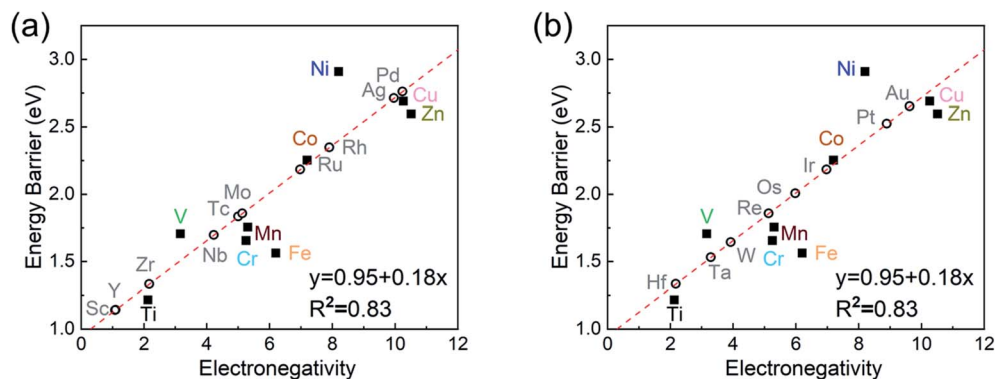 (a)
Energy Barrier (eV)
3.0
2.5
2.0
1.5
1.0
Ni
Pd
Ag
Cu
Zn
Co
Rh
Ru
Mo
Tc
V
Mn
Nb
Cr
Fe
Zr
Y
Sc
Ti
y=0.95+0.18x
R²=0.83
0 2 4 6 8 10 12
Electronegativity
(b)
Energy Barrier (eV)
3.0
2.5
2.0
1.5
1.0
Ni
Au
Cu
Zn
Pt
Co
Ir
Os
Re
V
Mn
W
Cr
Fe
Ta
Hf
Ti
y=0.95+0.18x
R²=0.83
0 2 4 6 8 10 12
Electronegativity